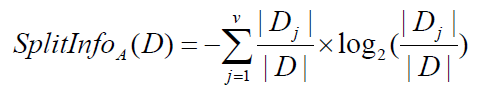 SplitInfo_A(D) = -∑_{j=1}^{v} |D_j| / |D| × log_2(|D_j| / |D|)